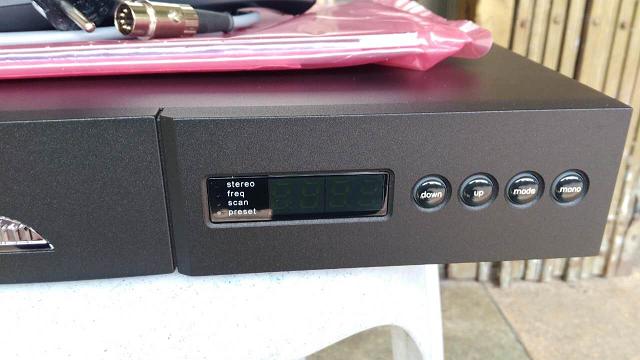 stereo
freq
scan
preset
down up mode mono